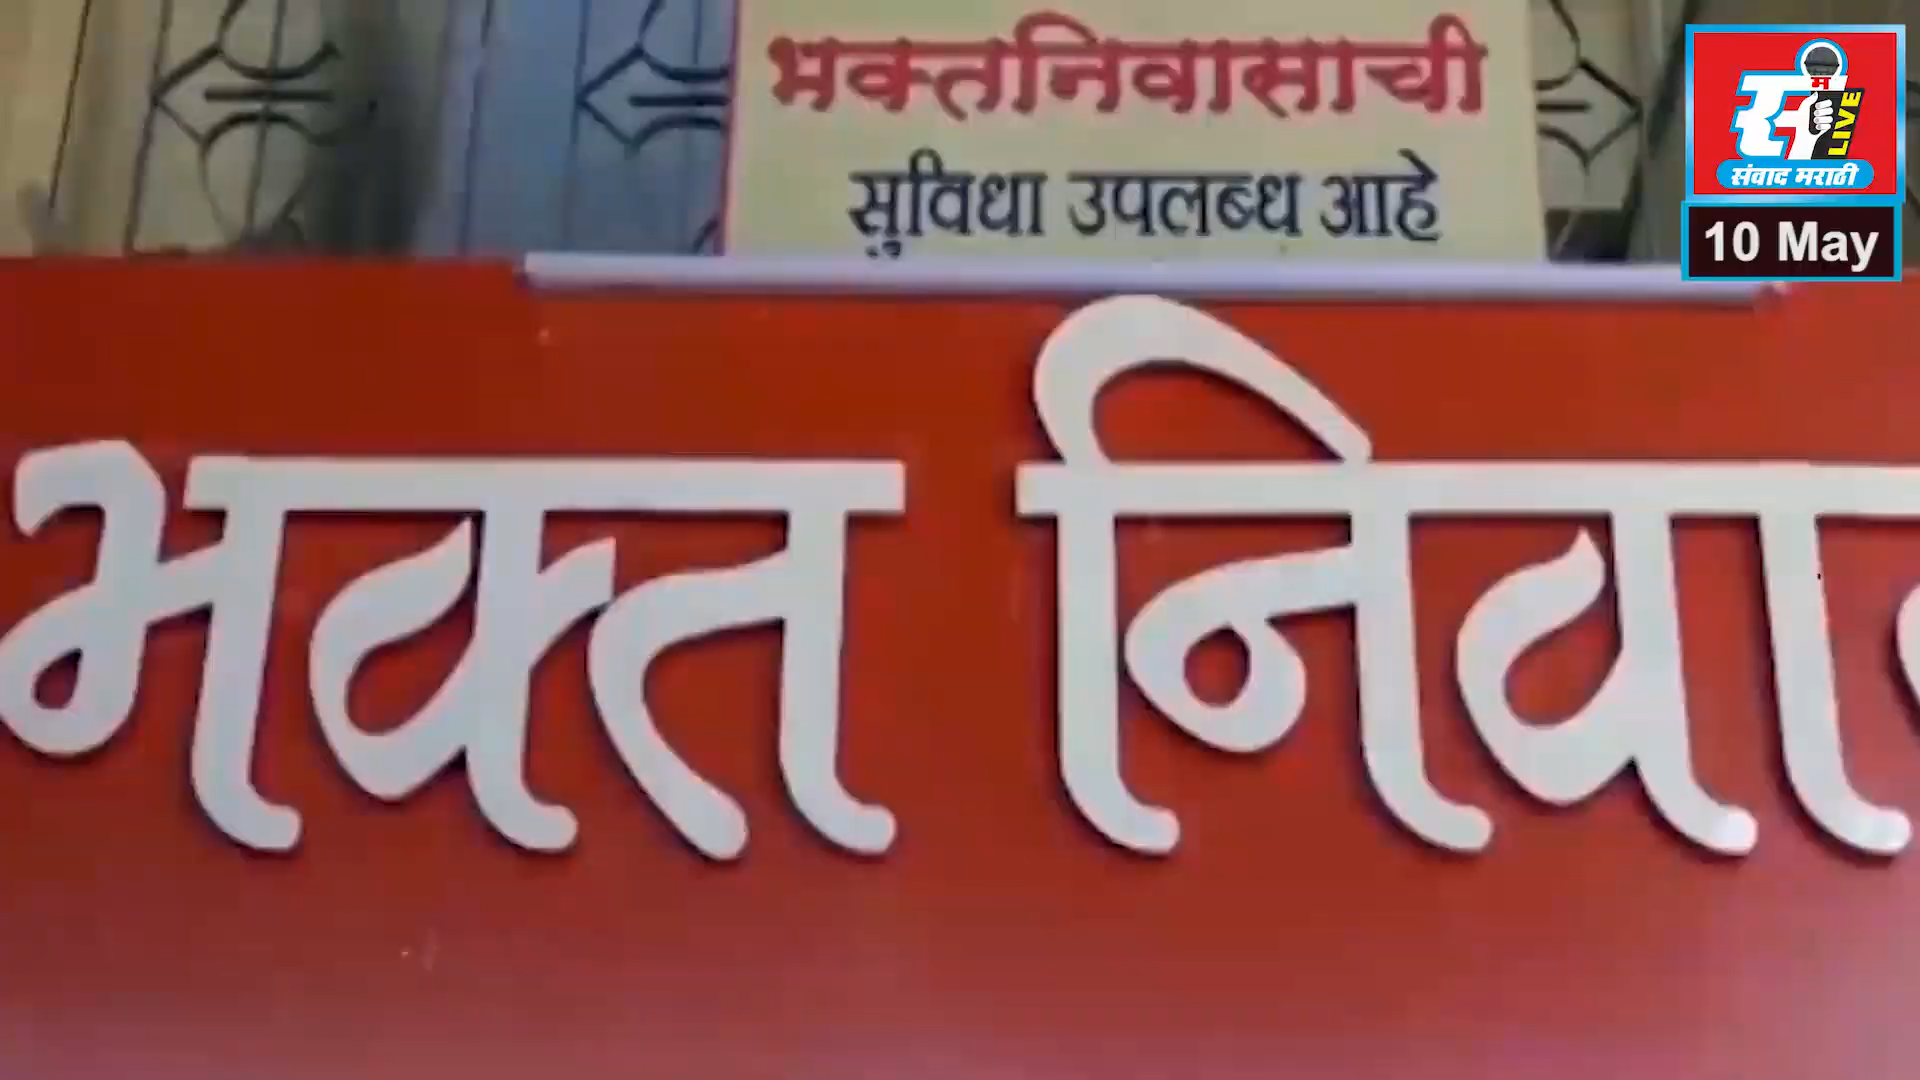 भक्तनिवासाची
सुविधा उपलब्ध आहे
स
म
LIVE
संवाद मराठी
10 May
भक्त निवा